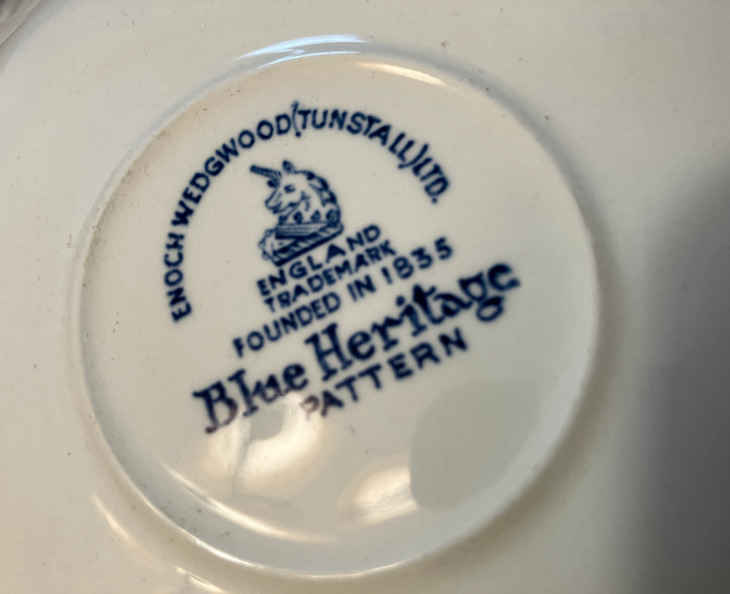 ENOCH WEDGWOOD (TUNSTALL) LTD.
ENGLAND
TRADEMARK
FOUNDED IN 1835
Blue Heritage
PATTERN